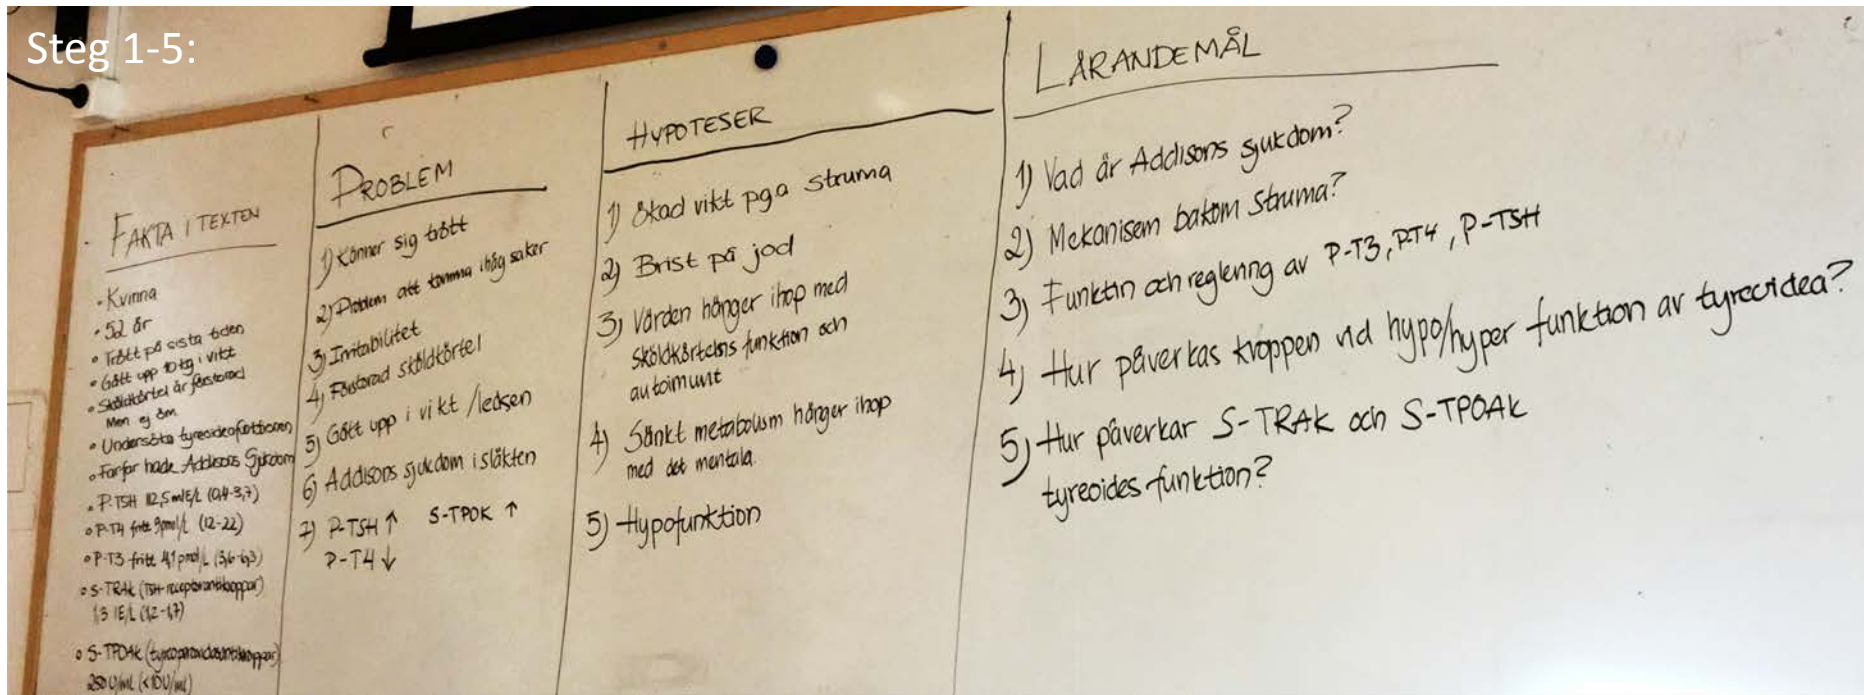 Steg 1-5:
FAKTA I TEXTEN
• Kvinna
• 52 år
• Trött på sista tiden
• Gått upp 10 kg i vikt
• Sköldkörtel är förstorad
Men ej öm
• Undersöka tyreoideafunktionen
• Farfar hade Addisons Sjukdom
• P-TSH 12,5 mIE/L (0,4-3,7)
• P-T4 fritt 9pmol/L (12-22)
• P-T3 fritt 4,1 pmol/L (3,6-6,3)
• S-TRAK (TSH-receptorantikroppar)
1,3 IE/L (1,2-1,7)
• S-TPOAK
250 U/mL (<10U/mL)
PROBLEM
1) Känner sig trött
2) Problem att komma ihåg saker
3) Irritabilitet
4) Förstorad sköldkörtel
5) Gått upp i vikt /ledsen
6) Addisons sjukdom i släkten
7) P-TSH ↑ S-TPOK ↑
P-T4 ↓
HYPOTESER
1) Ökad vikt pga struma
2) Brist på jod
3) Värden hänger ihop med
sköldkörtelns funktion och
autoimunt
4) Sänkt metabolism hänger ihop
med det mentala.
5) Hypofunktion
LÄRANDEMÅL
1) Vad är Addisons sjukdom?
2) Mekanisem bakom struma?
3) Funktin och reglering av P-T3, P-T4, P-TSH
4) Hur påverkas kroppen vid hypo/hyper funktion av tyreoidea?
5) Hur påverkar S-TRAK och S-TPOAK
tyreoides funktion?